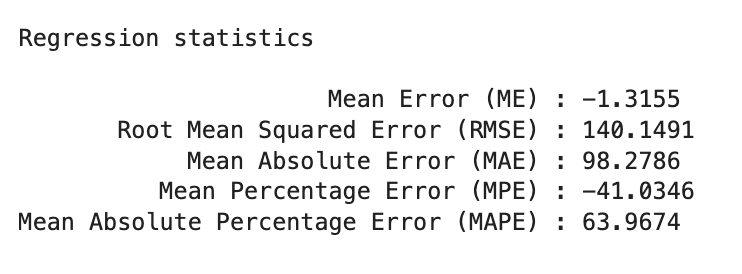 Regression statistics
Mean Error (ME) : -1.3155
Root Mean Squared Error (RMSE) : 140.1491
Mean Absolute Error (MAE) : 98.2786
Mean Percentage Error (MPE) : -41.0346
Mean Absolute Percentage Error (MAPE) : 63.9674